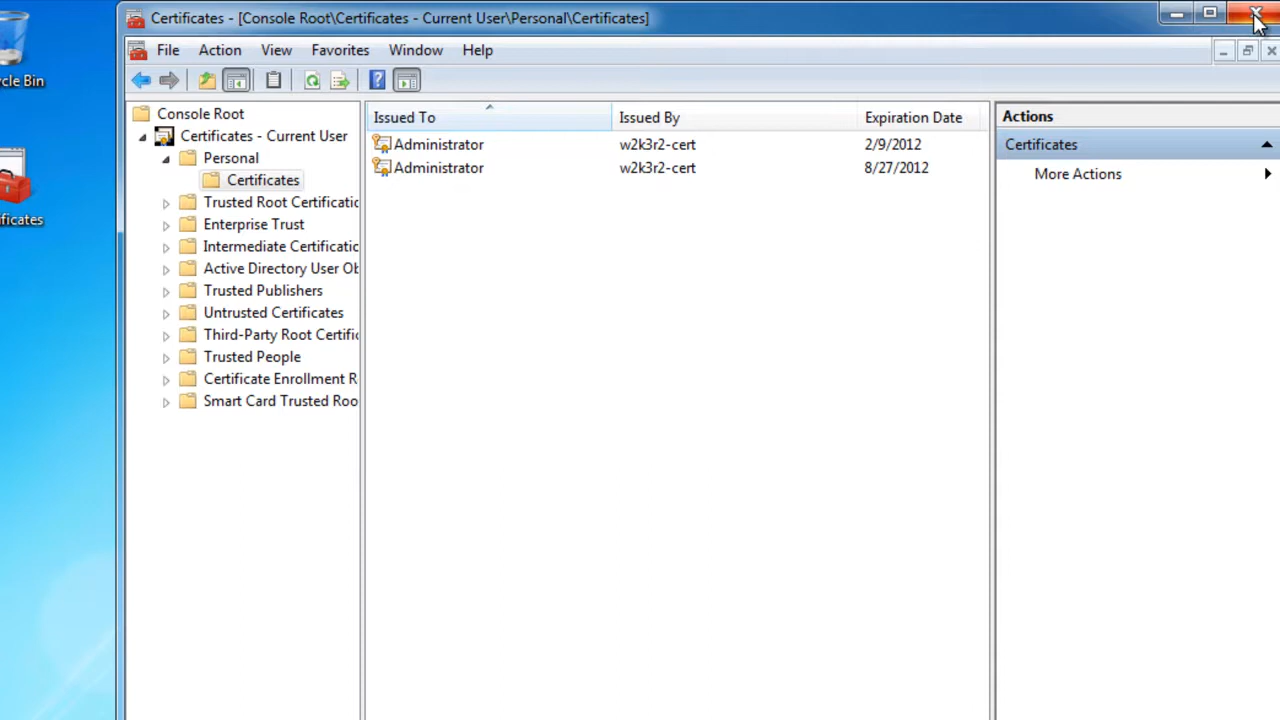 Certificates - [Console Root\Certificates - Current User\Personal\Certificates]
File Action View Favorites Window Help
cle Bin
ificates
Console Root
Certificates - Current User
Personal
Certificates
Trusted Root Certificatic
Enterprise Trust
Intermediate Certificatic
Active Directory User Ob
Trusted Publishers
Untrusted Certificates
Third-Party Root Certific
Trusted People
Certificate Enrollment R
Smart Card Trusted Roo
Issued To Issued By Expiration Date
Administrator w2k3r2-cert 2/9/2012
Administrator w2k3r2-cert 8/27/2012
Actions
Certificates
More Actions